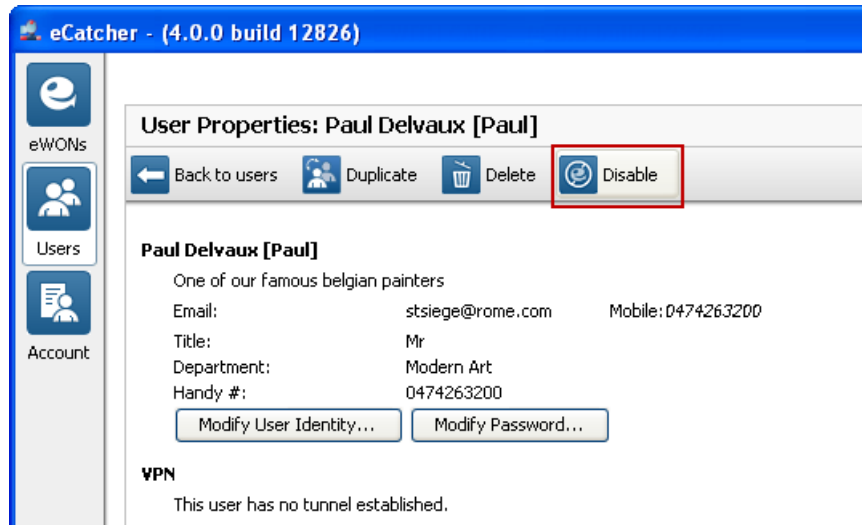 eCatcher - (4.0.0 build 12826)
eWONs
Users
Account
User Properties: Paul Delvaux [Paul]
Back to users Duplicate Delete Disable
Paul Delvaux [Paul]
One of our famous belgian painters
Email: stsiege@rome.com Mobile: 0474263200
Title: Mr
Department: Modern Art
Handy #: 0474263200
Modify User Identity... Modify Password...
VPN
This user has no tunnel established.